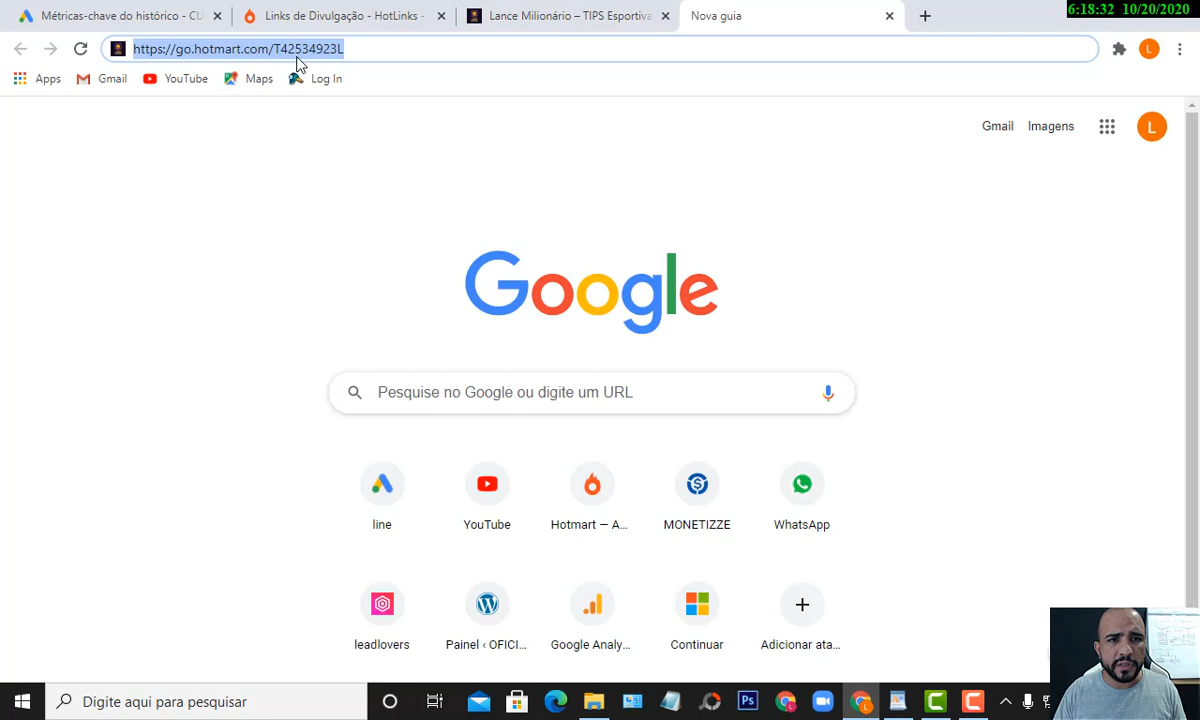 Métricas-chave do histórico - CU
Links de Divulgação - HotLinks -
Lance Milionário – TIPS Esportiva
Nova guia
6:18:32 10/20/2020
https://go.hotmart.com/T42534923L
L
Apps
Gmail
YouTube
Maps
Log In
Gmail
Imagens
L
Google
Pesquise no Google ou digite um URL
line
YouTube
Hotmart — A...
MONETIZZE
WhatsApp
leadlovers
Painel ‹ OFICI...
Google Analy...
Continuar
Adicionar ata...
Digite aqui para pesquisar
Ps